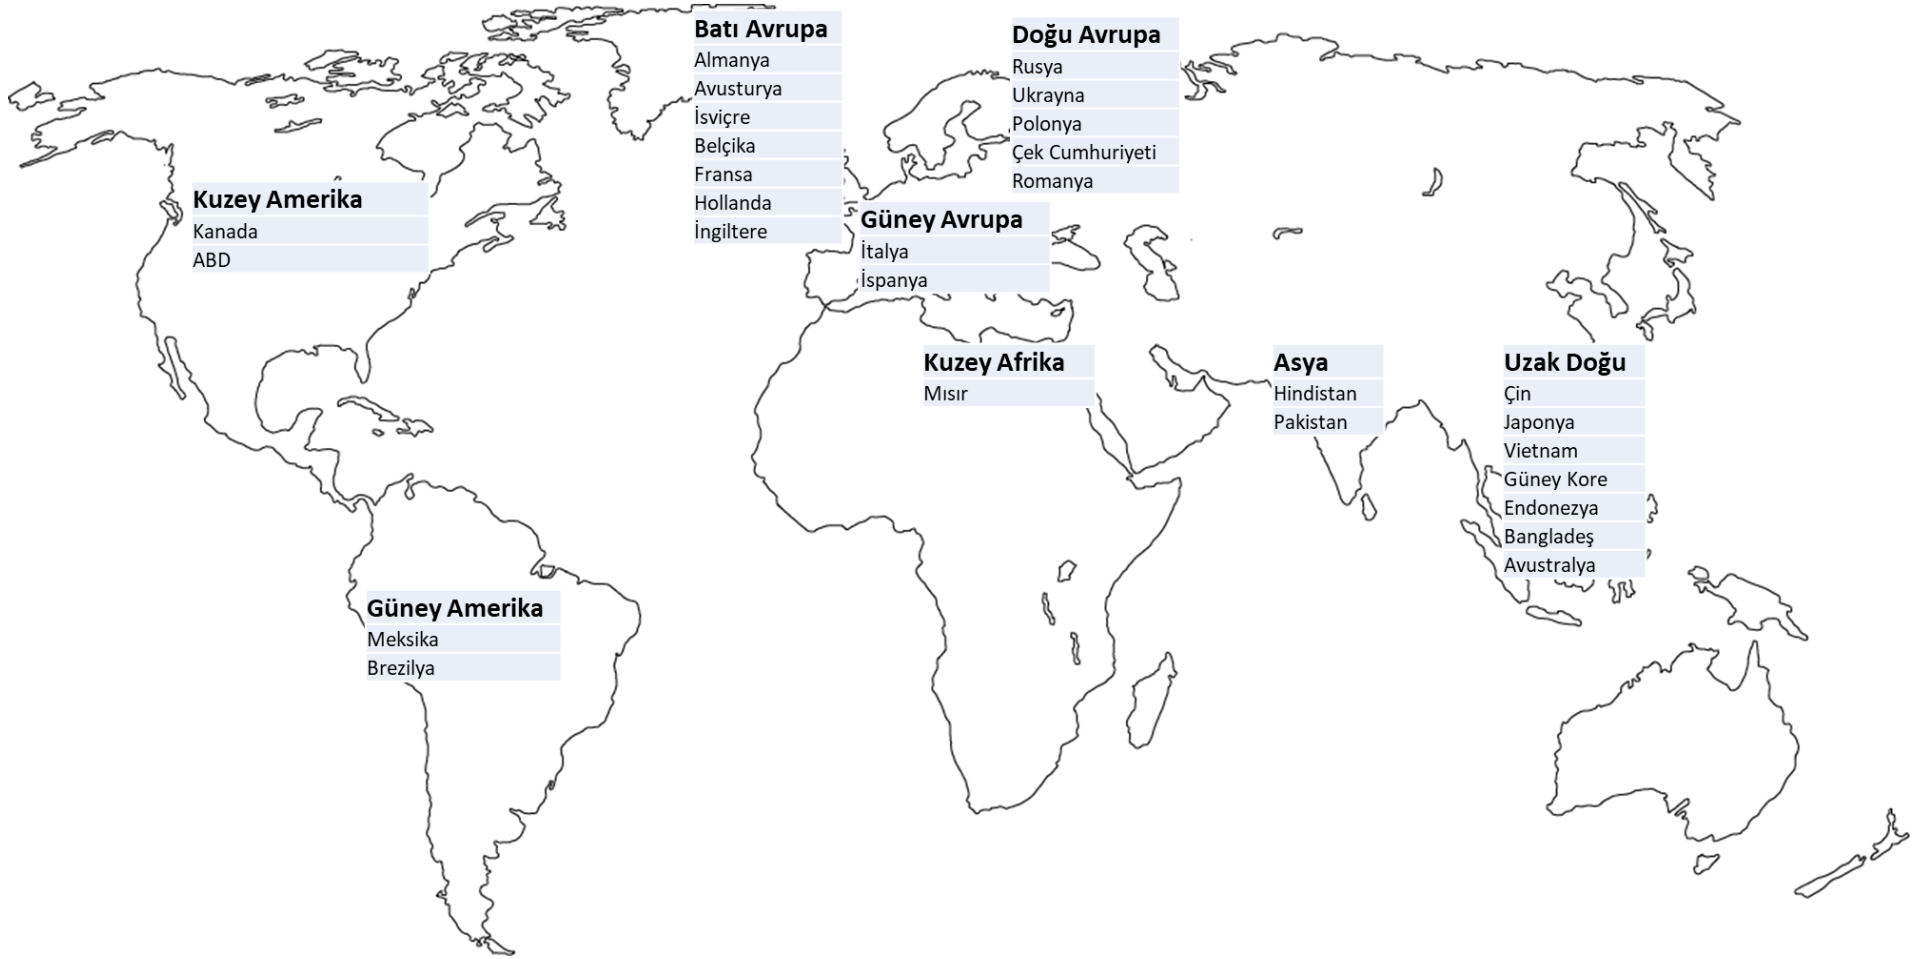 Batı Avrupa
Almanya
Avusturya
İsviçre
Belçika
Fransa
Hollanda
İngiltere
Doğu Avrupa
Rusya
Ukrayna
Polonya
Çek Cumhuriyeti
Romanya
Kuzey Amerika
Kanada
ABD
Güney Avrupa
İtalya
İspanya
Kuzey Afrika
Mısır
Asya
Hindistan
Pakistan
Uzak Doğu
Çin
Japonya
Vietnam
Güney Kore
Endonezya
Bangladeş
Avustralya
Güney Amerika
Meksika
Brezilya